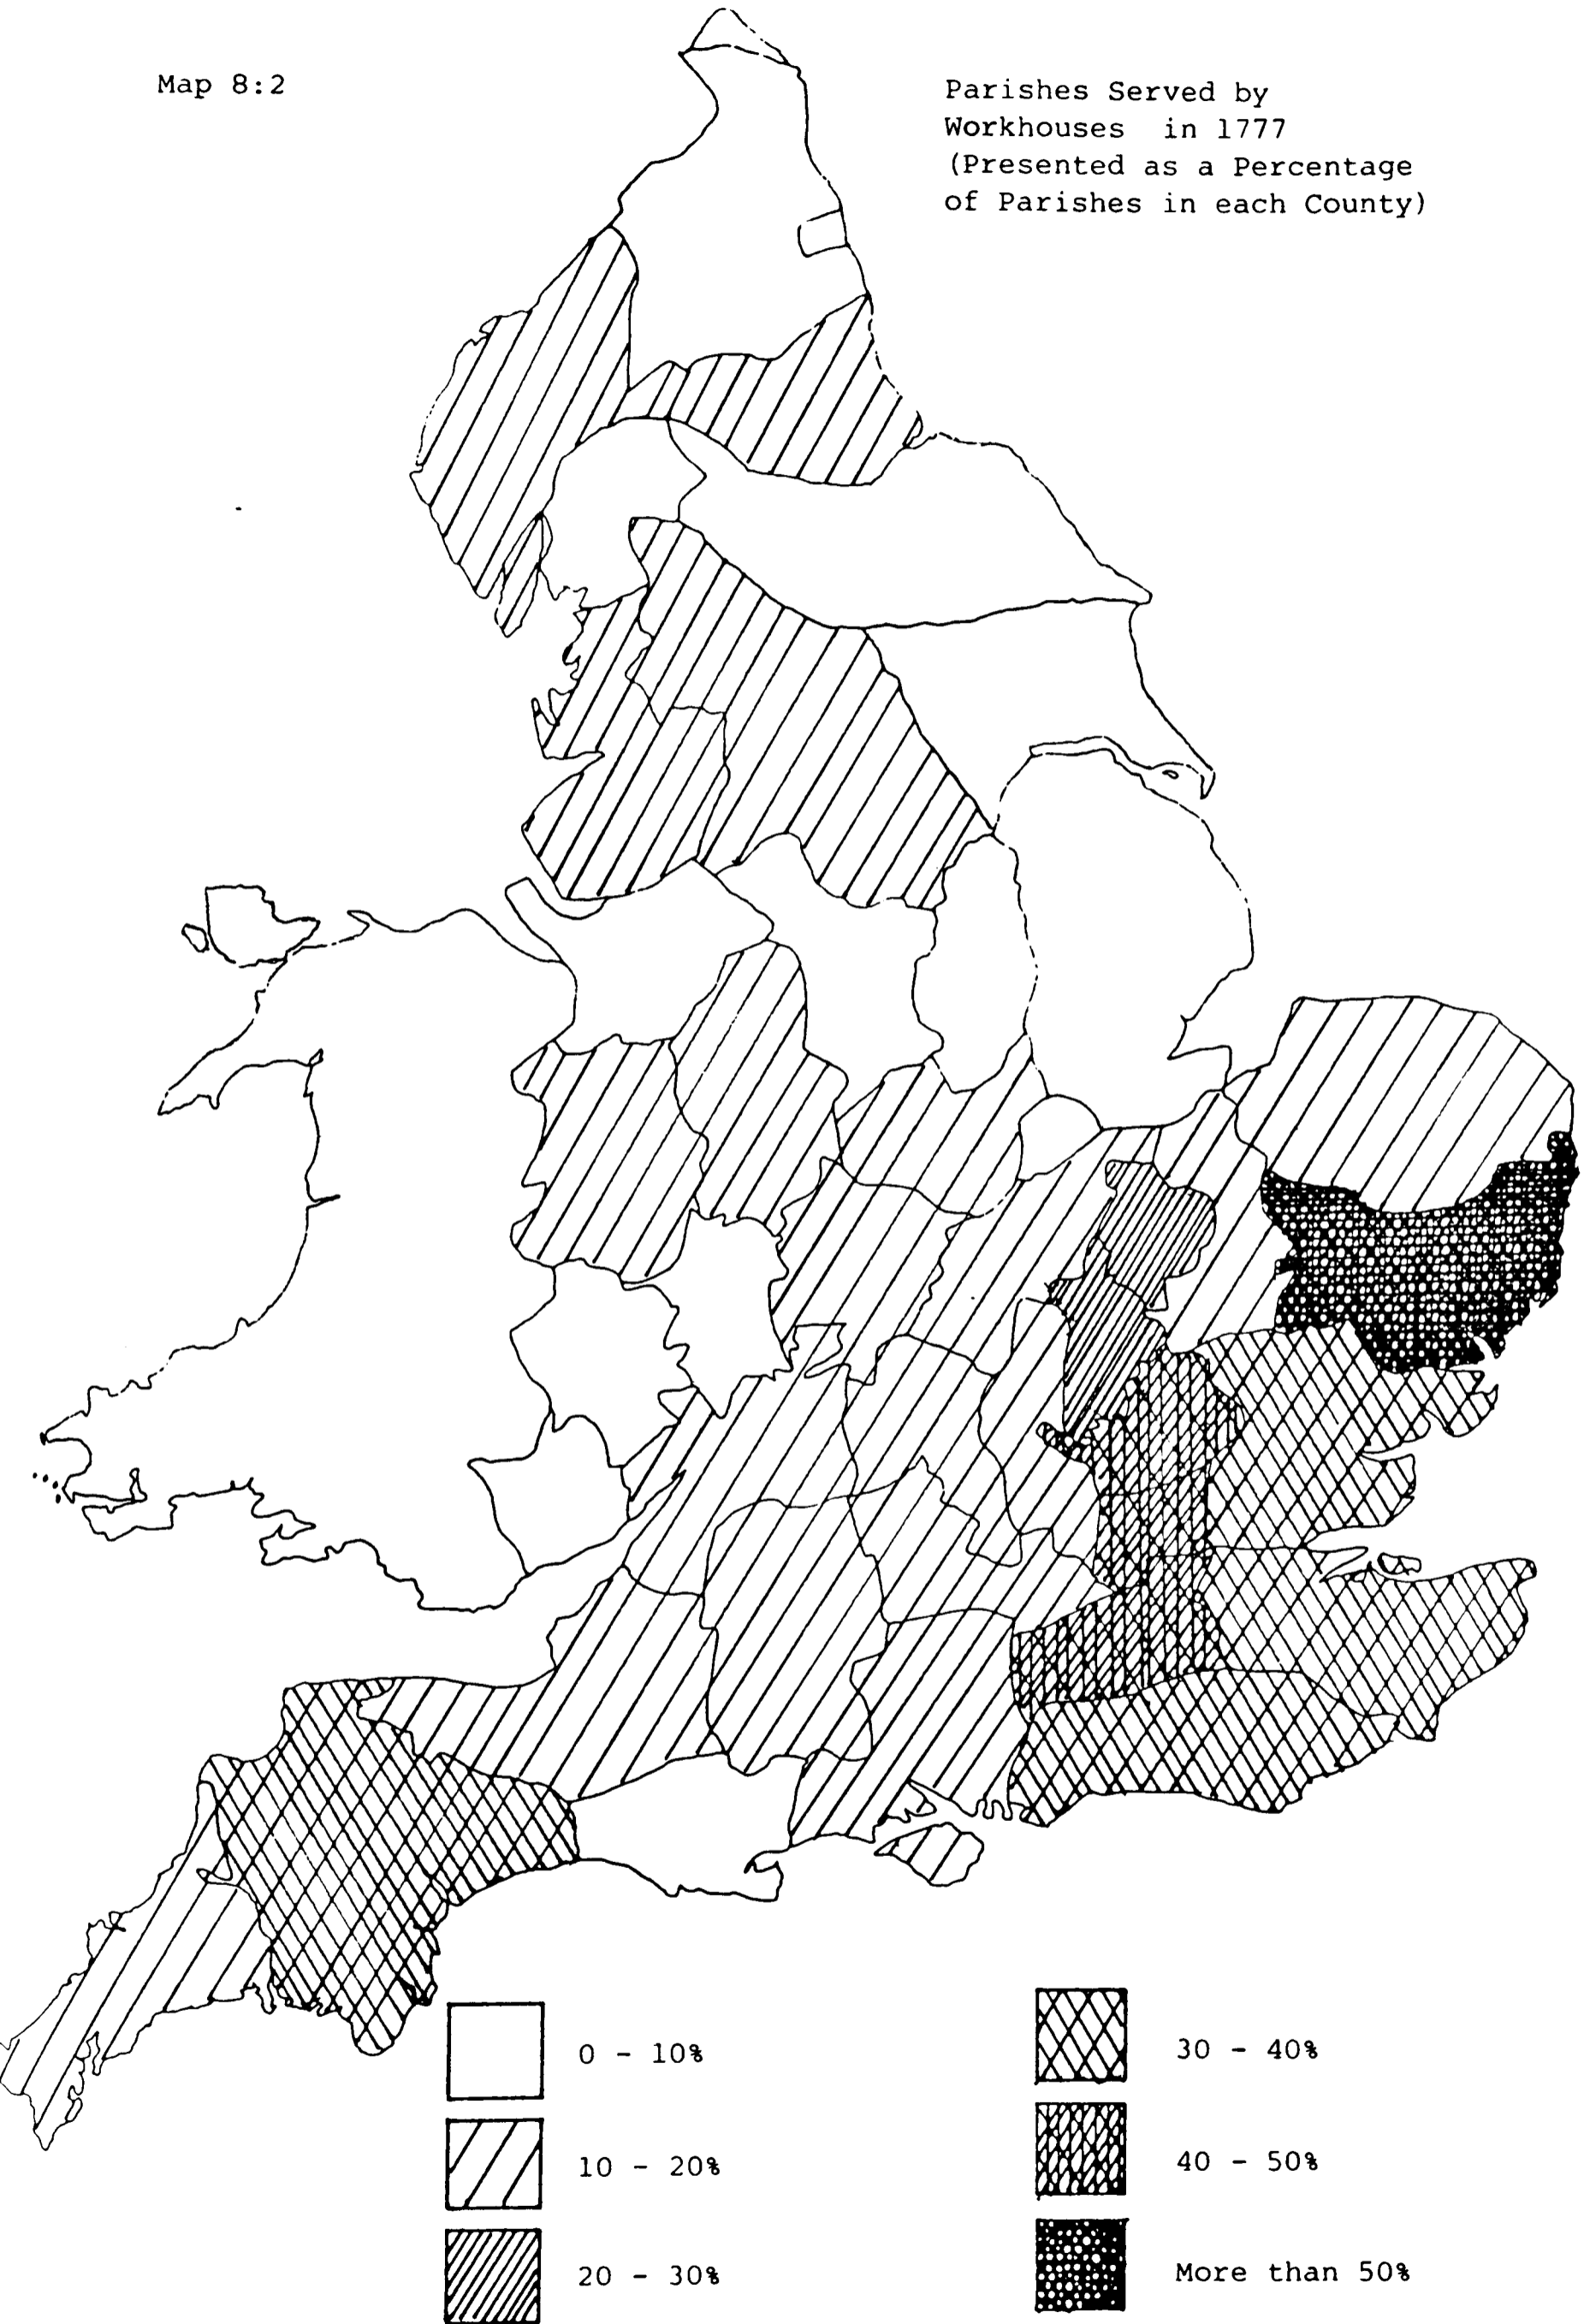 Map 8:2
Parishes Served by
Workhouses in 1777
(Presented as a Percentage
of Parishes in each County)
0 - 10%
10 - 20%
20 - 30%
30 - 40%
40 - 50%
More than 50%